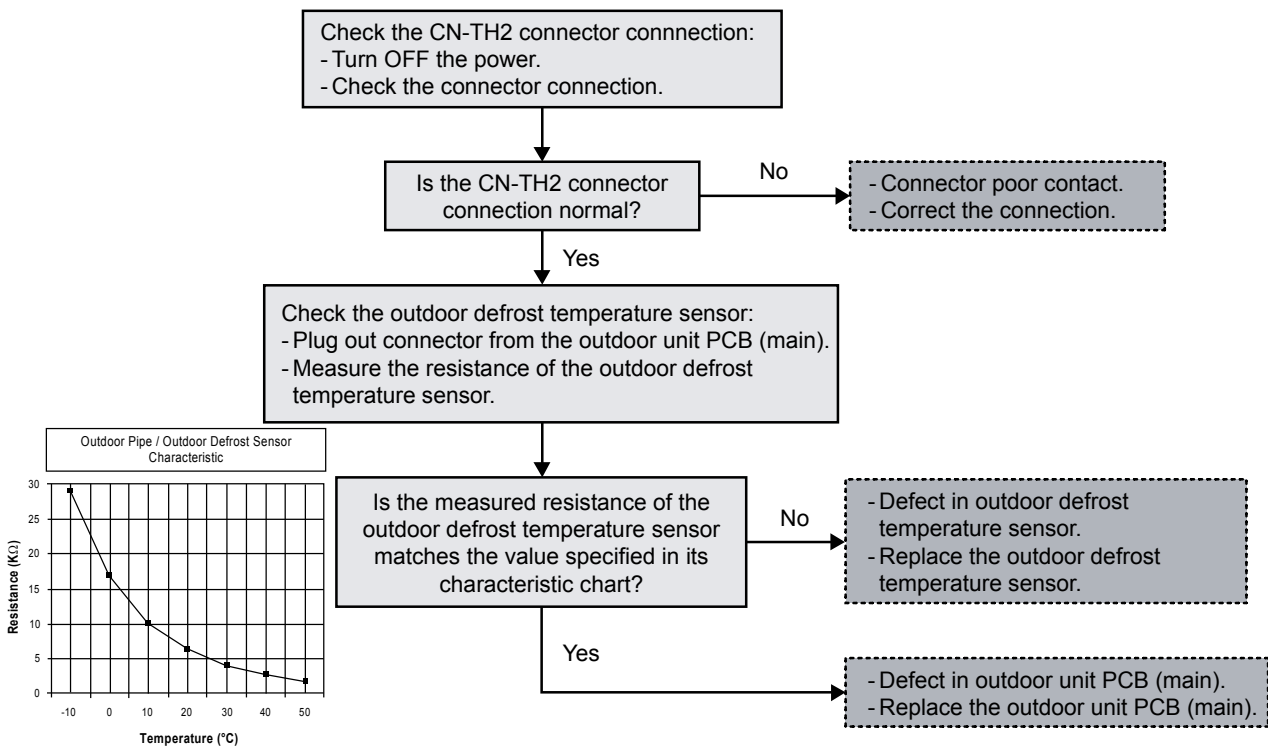 Check the CN-TH2 connector connnection:
- Turn OFF the power.
- Check the connector connection.
Is the CN-TH2 connector
connection normal?
No
- Connector poor contact.
- Correct the connection.
Yes
Check the outdoor defrost temperature sensor:
- Plug out connector from the outdoor unit PCB (main).
- Measure the resistance of the outdoor defrost
temperature sensor.
Outdoor Pipe / Outdoor Defrost Sensor
Characteristic
Resistance (KΩ)
30
25
20
15
10
5
0
-10 0 10 20 30 40 50
Temperature (°C)
Is the measured resistance of the
outdoor defrost temperature sensor
matches the value specified in its
characteristic chart?
No
- Defect in outdoor defrost
temperature sensor.
- Replace the outdoor defrost
temperature sensor.
Yes
- Defect in outdoor unit PCB (main).
- Replace the outdoor unit PCB (main).